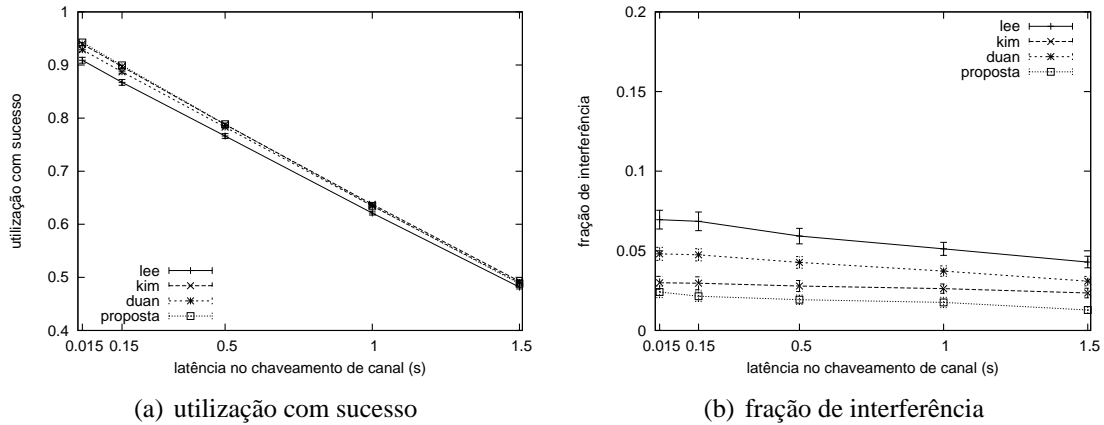 1
0.9
0.8
0.7
0.6
0.5
0.4
utilização com sucesso
lee
kim
duan
proposta
0.015 0.15 0.5 1 1.5
latência no chaveamento de canal (s)
(a) utilização com sucesso
0.2
0.15
0.1
0.05
0
fração de interferência
lee
kim
duan
proposta
0.015 0.15 0.5 1 1.5
latência no chaveamento de canal (s)
(b) fração de interferência